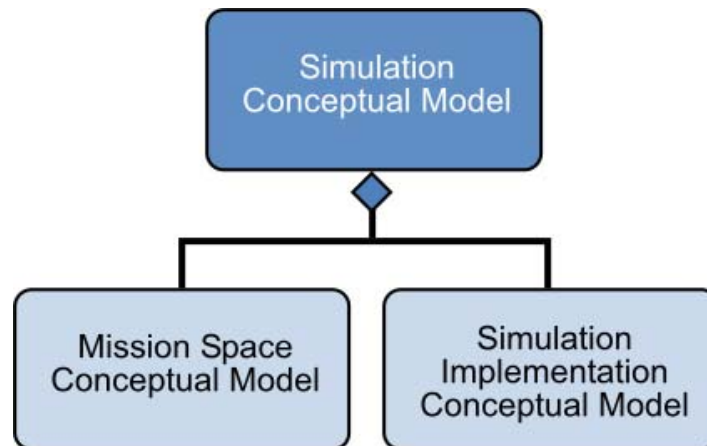 Simulation
Conceptual Model
Mission Space
Conceptual Model
Simulation
Implementation
Conceptual Model